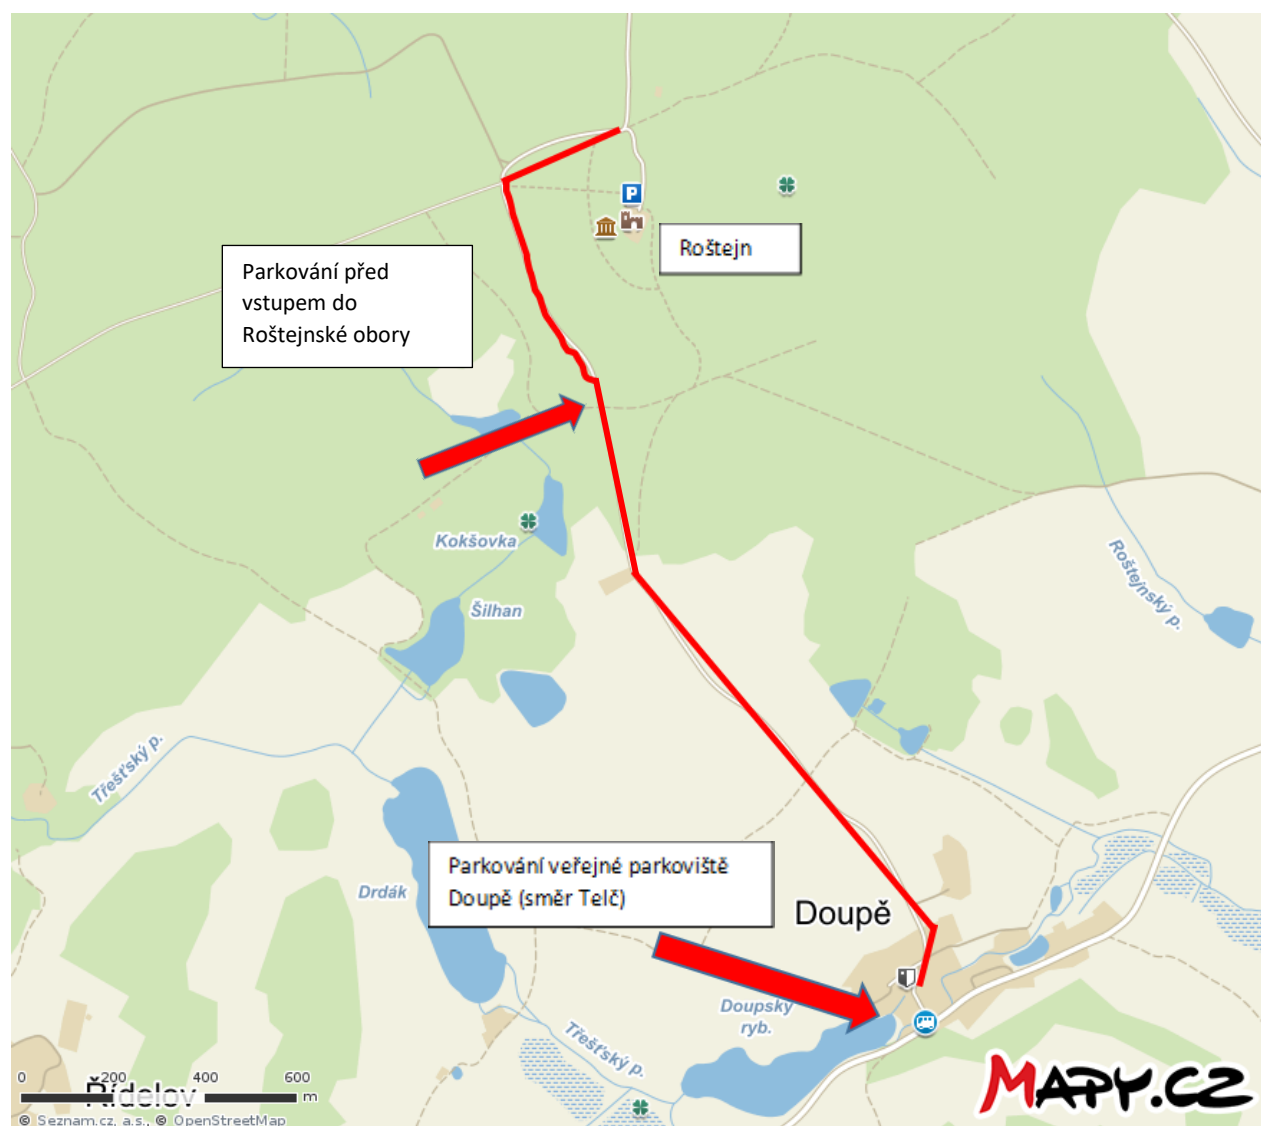 P
Roštejn
Parkování před
vstupem do
Roštejnské obory
Kokšovka
Šilhan
Roštejnský p.
Třešťský p.
Drdák
Parkování veřejné parkoviště
Doupě (směr Telč)
Doupě
Doupský
ryb.
Třešťský p.
Řídelov
0 200 400 600
m
© Seznam.cz, a.s., © OpenStreetMap
MAPY.CZ